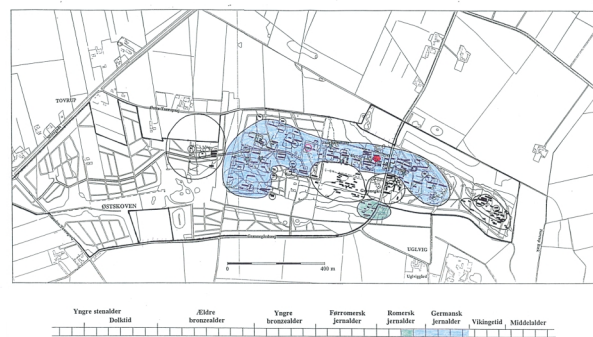 TOVRUP
ØSTSKOVEN
UGLVIG
Uglviggård
0 400 m
Yngre stenalder
Dolktid
Ældre
bronzealder
Yngre
bronzealder
Førromersk
jernalder
Romersk
jernalder
Germansk
jernalder
Vikingetid
Middelalder